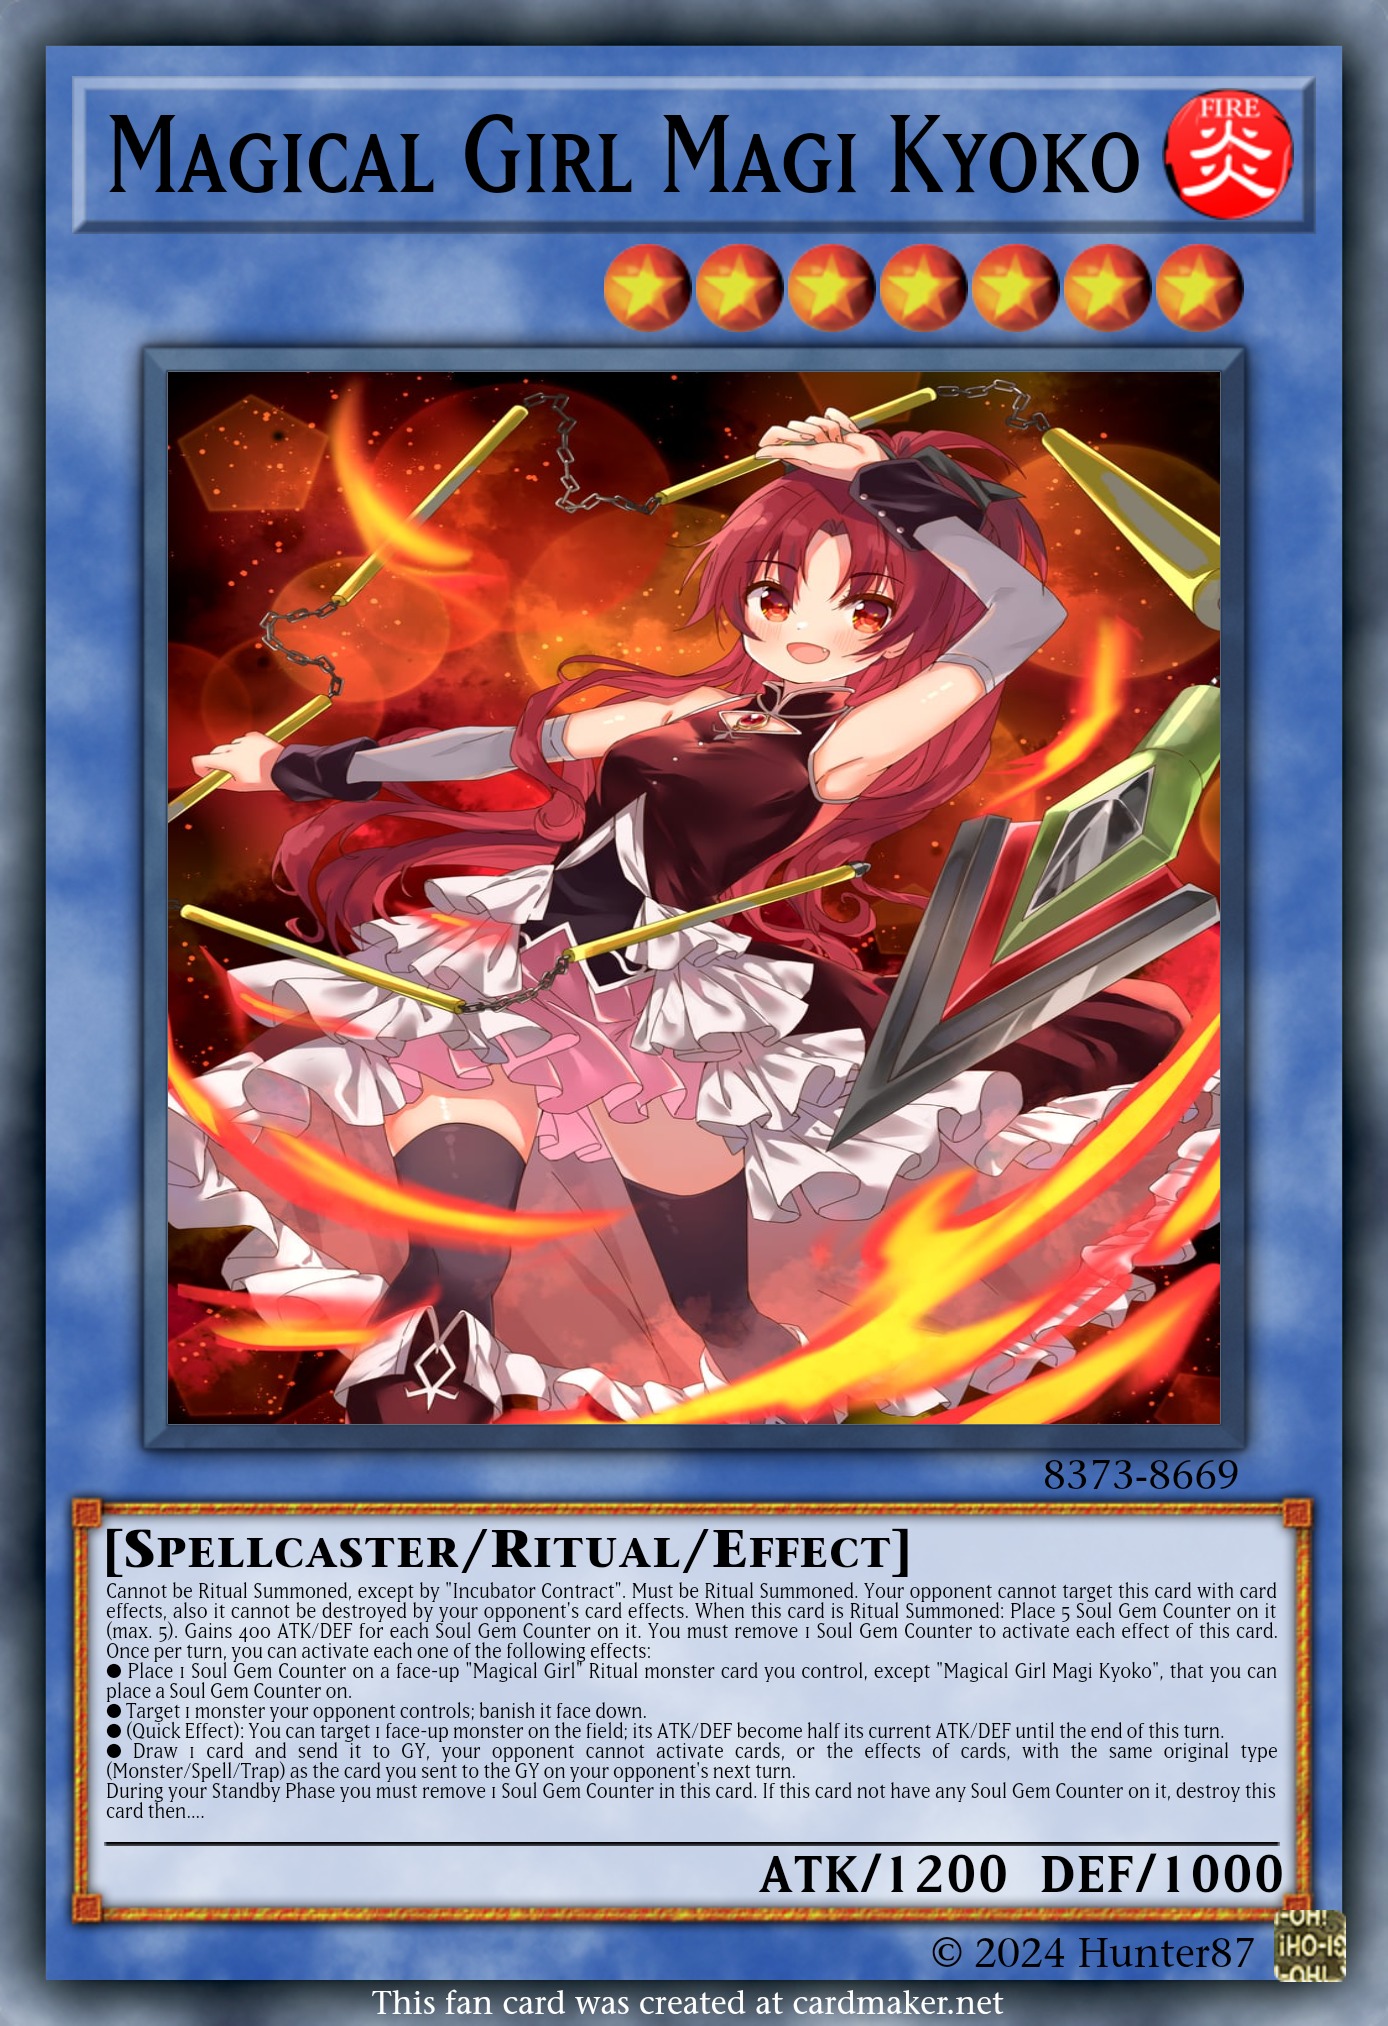 Magical Girl Magi Kyoko
FIRE
炎
8373-8669
[Spellcaster/Ritual/Effect]
Cannot be Ritual Summoned, except by "Incubator Contract". Must be Ritual Summoned. Your opponent cannot target this card with card
effects, also it cannot be destroyed by your opponent's card effects. When this card is Ritual Summoned: Place 5 Soul Gem Counter on it
(max. 5). Gains 400 ATK/DEF for each Soul Gem Counter on it. You must remove 1 Soul Gem Counter to activate each effect of this card.
Once per turn, you can activate each one of the following effects:
● Place 1 Soul Gem Counter on a face-up "Magical Girl" Ritual monster card you control, except "Magical Girl Magi Kyoko", that you can
place a Soul Gem Counter on.
● Target 1 monster your opponent controls; banish it face down.
● (Quick Effect): You can target 1 face-up monster on the field; its ATK/DEF become half its current ATK/DEF until the end of this turn.
● Draw 1 card and send it to GY, your opponent cannot activate cards, or the effects of cards, with the same original type
(Monster/Spell/Trap) as the card you sent to the GY on your opponent's next turn.
During your Standby Phase you must remove 1 Soul Gem Counter in this card. If this card not have any Soul Gem Counter on it, destroy this
card then....
ATK/1200 DEF/1000
© 2024 Hunter87
This fan card was created at cardmaker.net